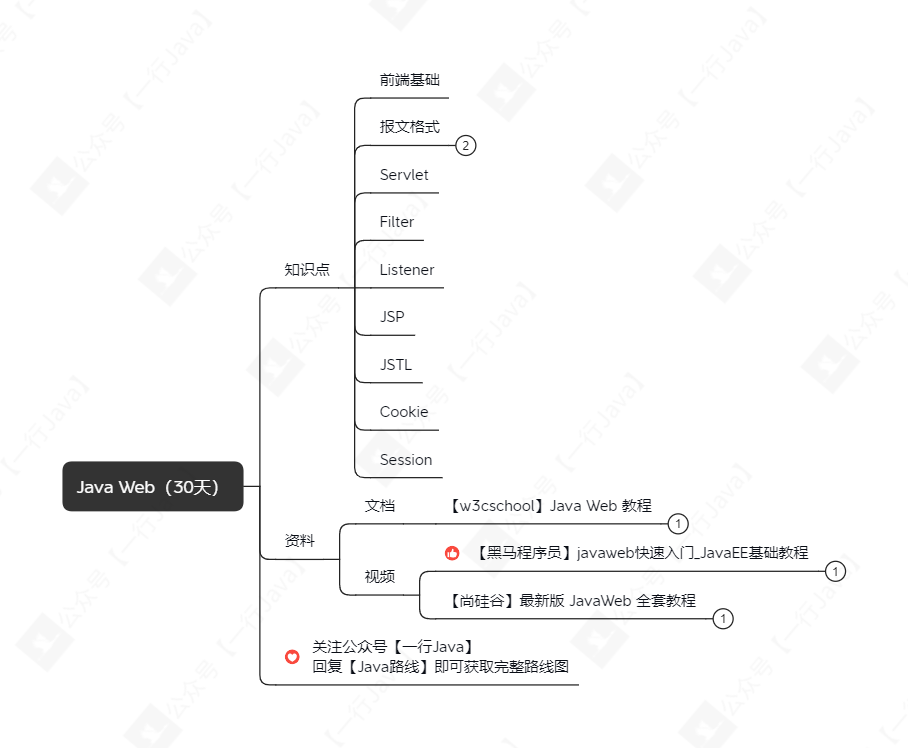 前端基础
报文格式
2
Servlet
Filter
Listener
知识点
JSP
JSTL
Cookie
Session
Java Web（30天）
文档
【w3cschool】Java Web 教程
1
资料
视频
【黑马程序员】javaweb快速入门_JavaEE基础教程
1
【尚硅谷】最新版 JavaWeb 全套教程
1
关注公众号【一行Java】
回复【Java路线】即可获取完整路线图
公众号【一行Java】